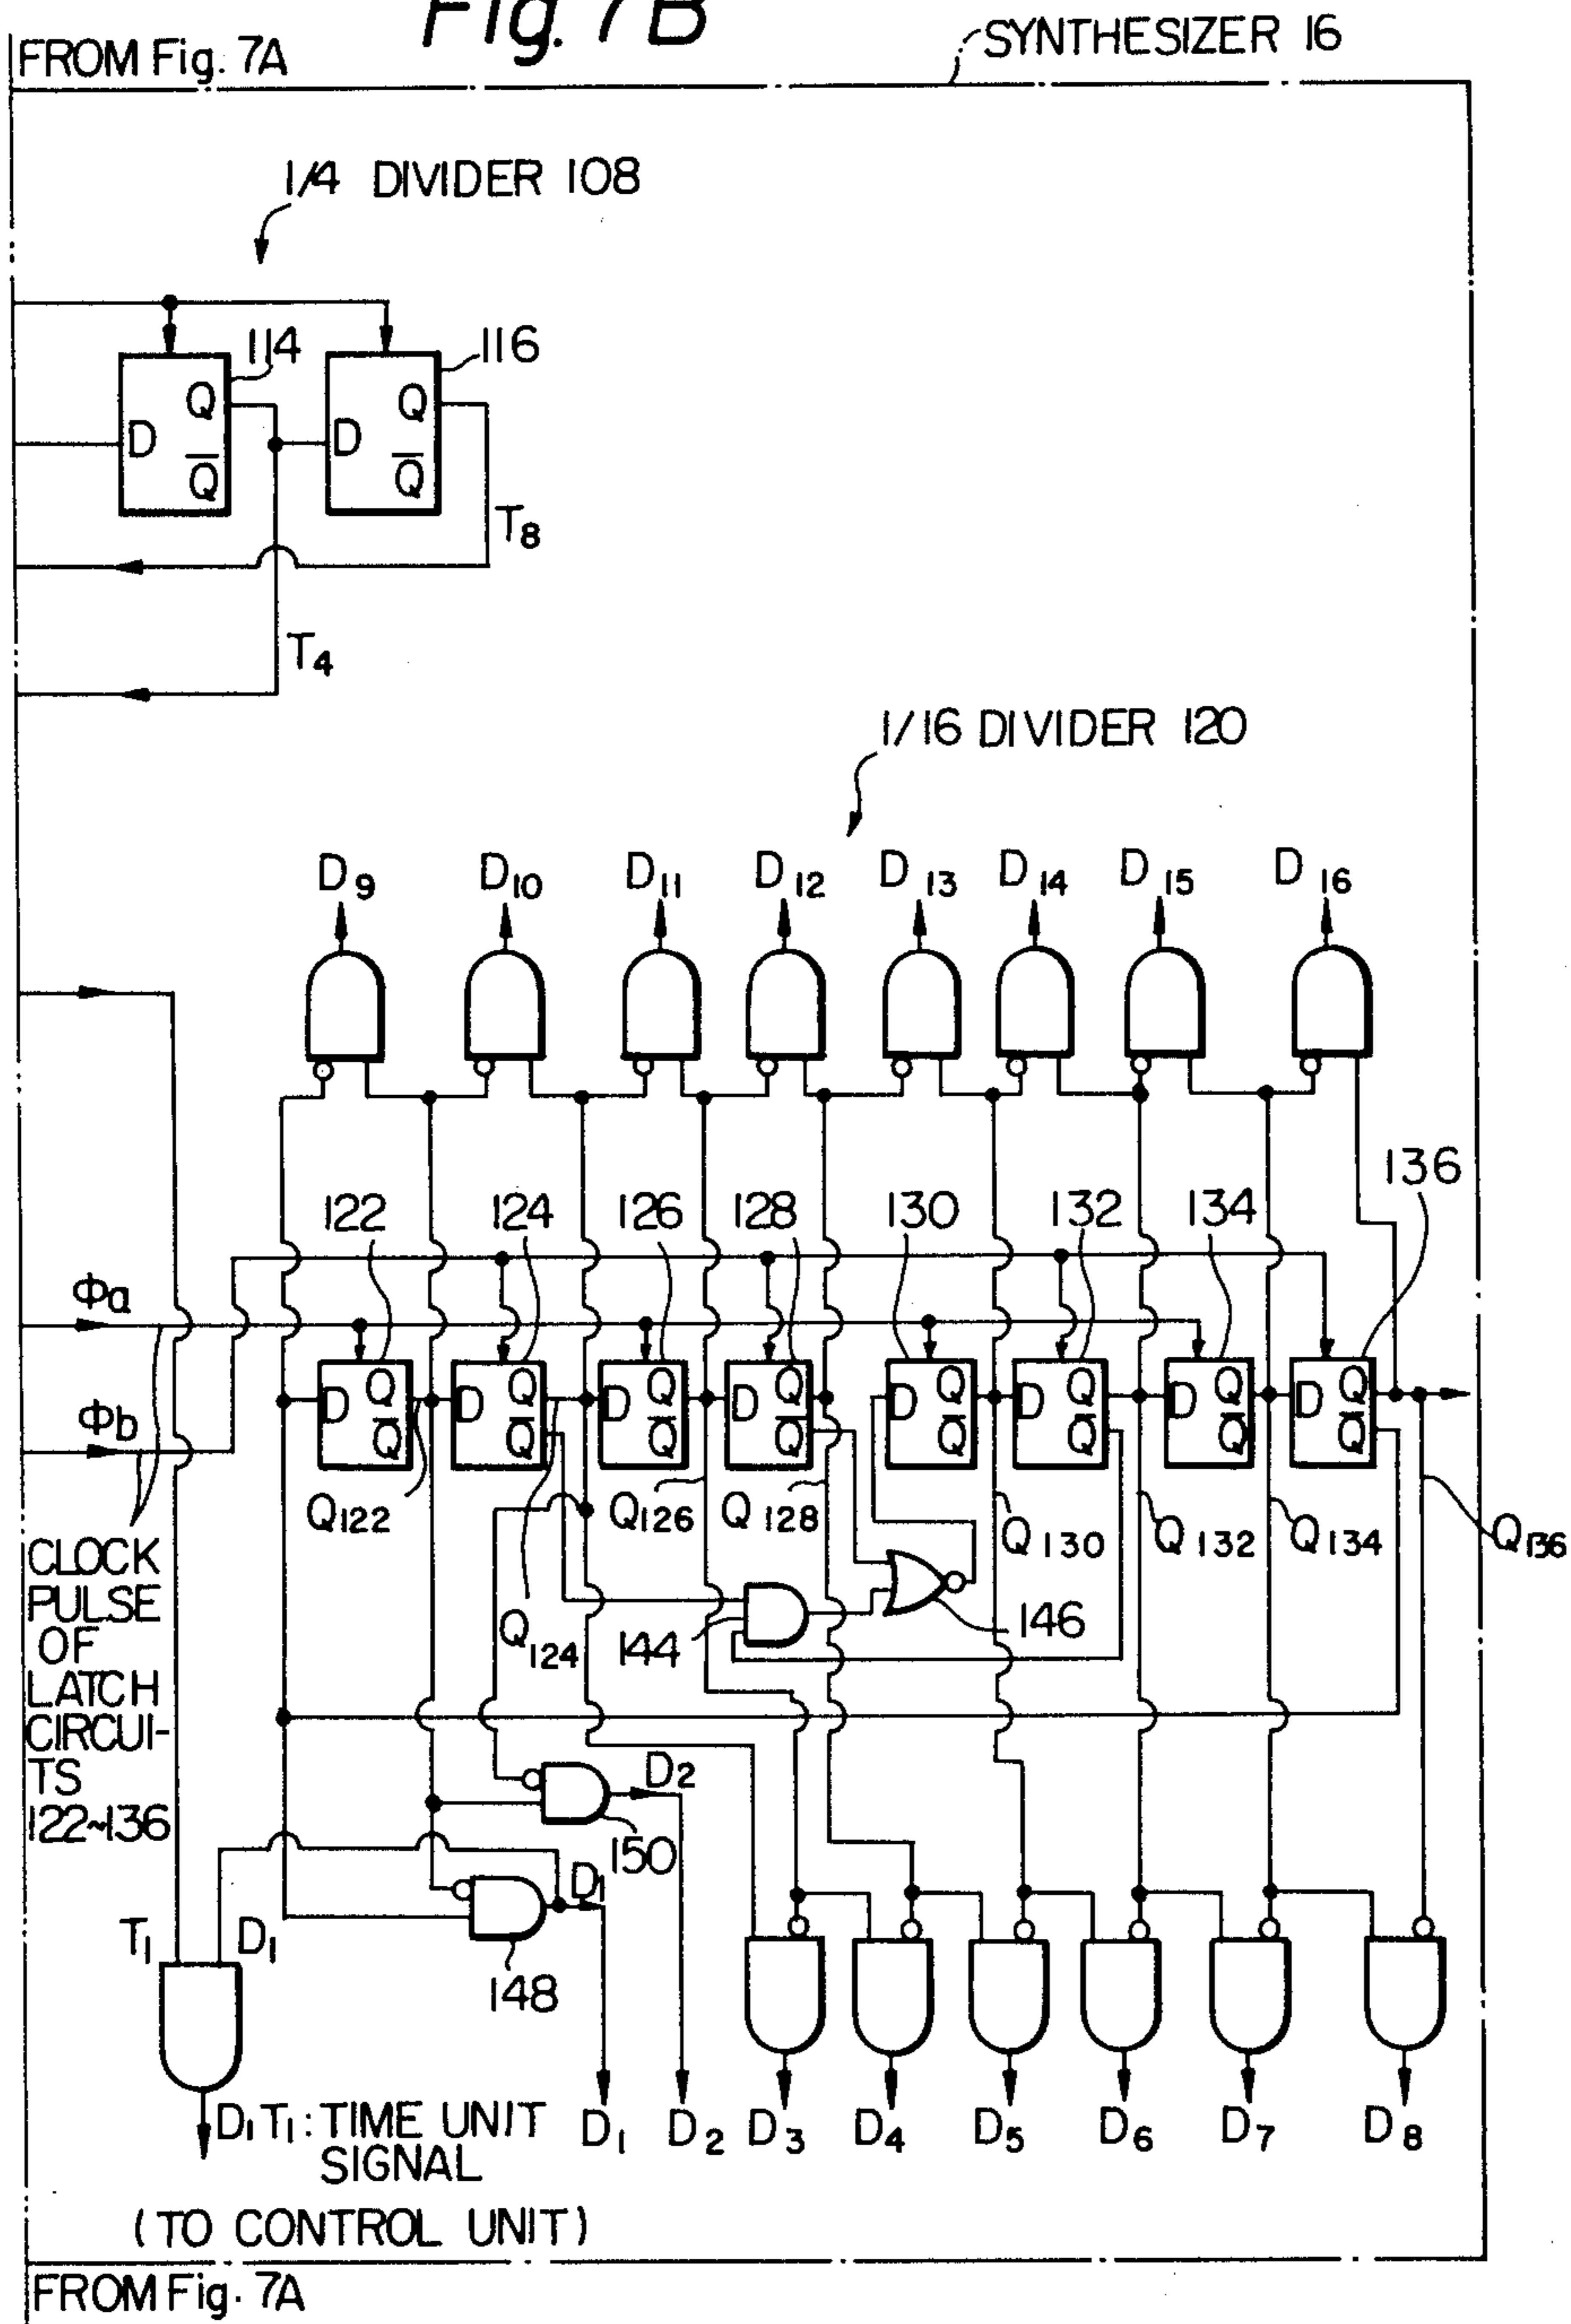 Fig. 7B
FROM Fig. 7A
SYNTHESIZER 16
1/4 DIVIDER 108
114
116
Q
Q
D
D
Q̅
Q̅
T8
T4
1/16 DIVIDER 120
D9 D10 D11 D12 D13 D14 D15 D16
136
122 124 126 128 130 132 134
Φa
D Q D Q D Q D Q D Q D Q D Q D Q
Q̅ Q̅ Q̅ Q̅ Q̅ Q̅ Q̅ Q̅
Φb
Q122 Q126 Q128 Q130 Q132 Q134 Q136
CLOCK
PULSE
OF
LATCH
CIRCUI-
TS
122~136
Q124 144 146
D2
150
D1
T1 D1
148
D1T1: TIME UNIT
SIGNAL
D1 D2 D3 D4 D5 D6 D7 D8
(TO CONTROL UNIT)
FROM Fig. 7A